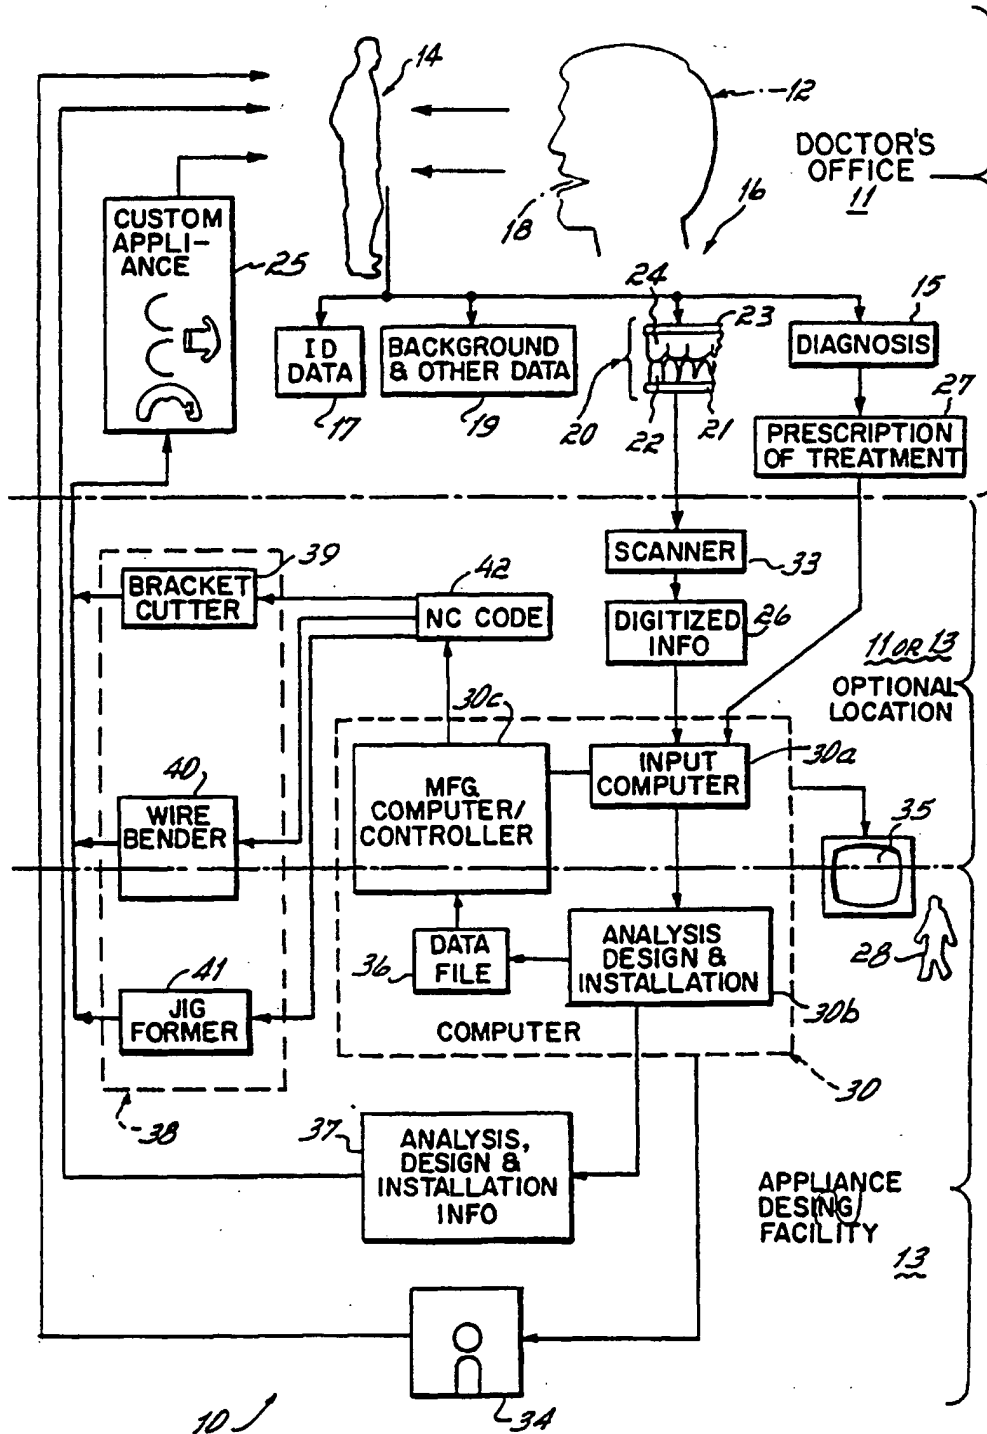 14
12
DOCTOR'S
OFFICE
11
18
16
CUSTOM
APPLI-
ANCE
25
24
23
15
ID
DATA
BACKGROUND
& OTHER DATA
DIAGNOSIS
17
19
20
22
21
27
PRESCRIPTION
OF TREATMENT
SCANNER
33
39
BRACKET
CUTTER
42
NC CODE
DIGITIZED
INFO
26
11 OR 13
OPTIONAL
LOCATION
30c
30a
INPUT
COMPUTER
MFG.
COMPUTER/
CONTROLLER
40
WIRE
BENDER
35
28
DATA
FILE
36
ANALYSIS
DESIGN &
INSTALLATION
30b
41
JIG
FORMER
COMPUTER
30
38
37
ANALYSIS,
DESIGN &
INSTALLATION
INFO
APPLIANCE
DESING
FACILITY
13
10
34